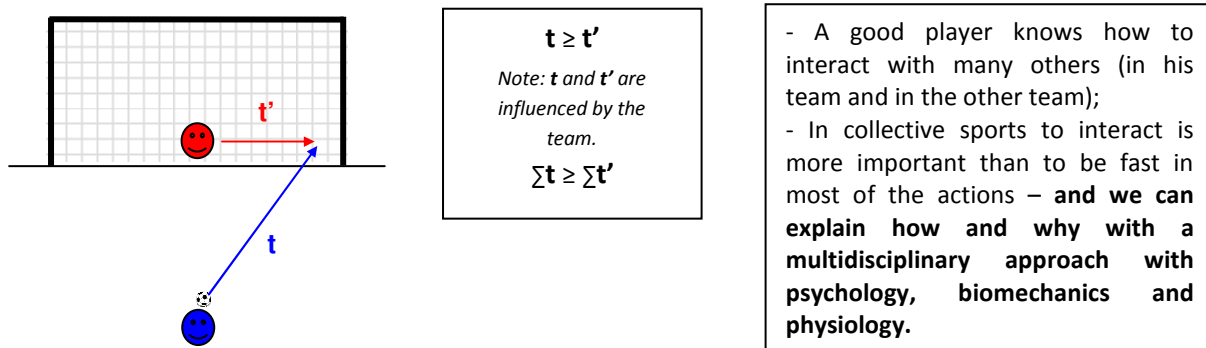 t’
t
t ≥ t’
Note: t and t’ are
influenced by the
team.
∑t ≥ ∑t’
- A good player knows how to
interact with many others (in his
team and in the other team);
- In collective sports to interact is
more important than to be fast in
most of the actions – and we can
explain how and why with a
multidisciplinary approach with
psychology, biomechanics and
physiology.